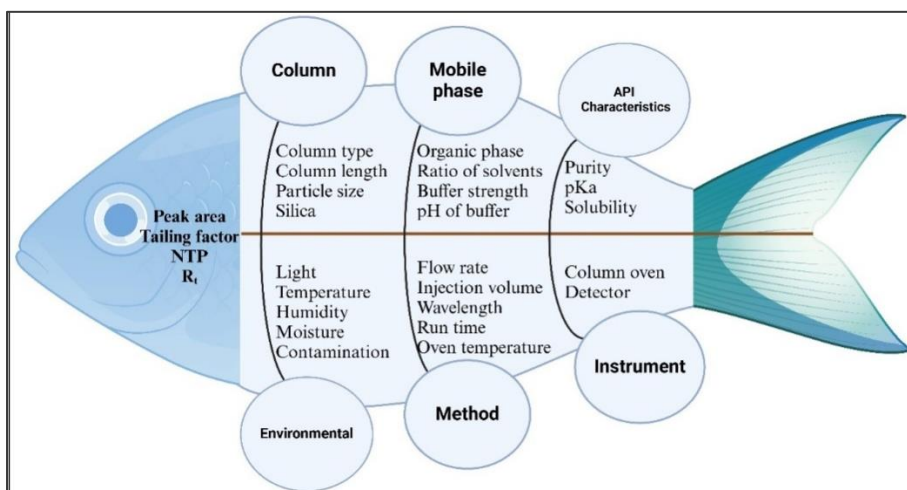 Column
Mobile
phase
API
Characteristics
Column type
Column length
Particle size
Silica
Organic phase
Ratio of solvents
Buffer strength
pH of buffer
Purity
pKa
Solubility
Peak area
Tailing factor
NTP
Rt
Light
Temperature
Humidity
Moisture
Contamination
Flow rate
Injection volume
Wavelength
Run time
Oven temperature
Column oven
Detector
Environmental
Method
Instrument